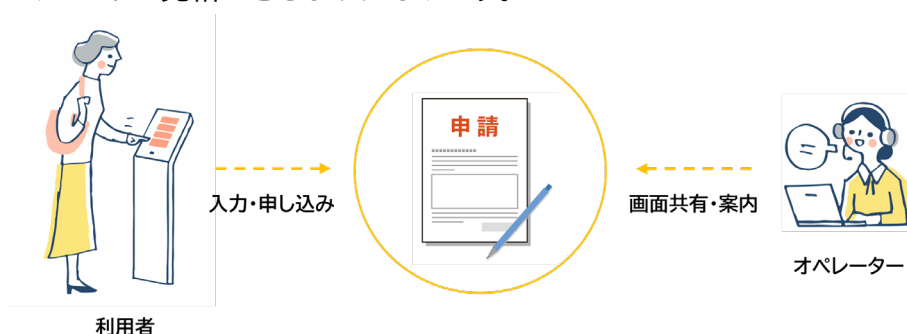 申請
入力・申し込み
画面共有・案内
オペレーター
利用者